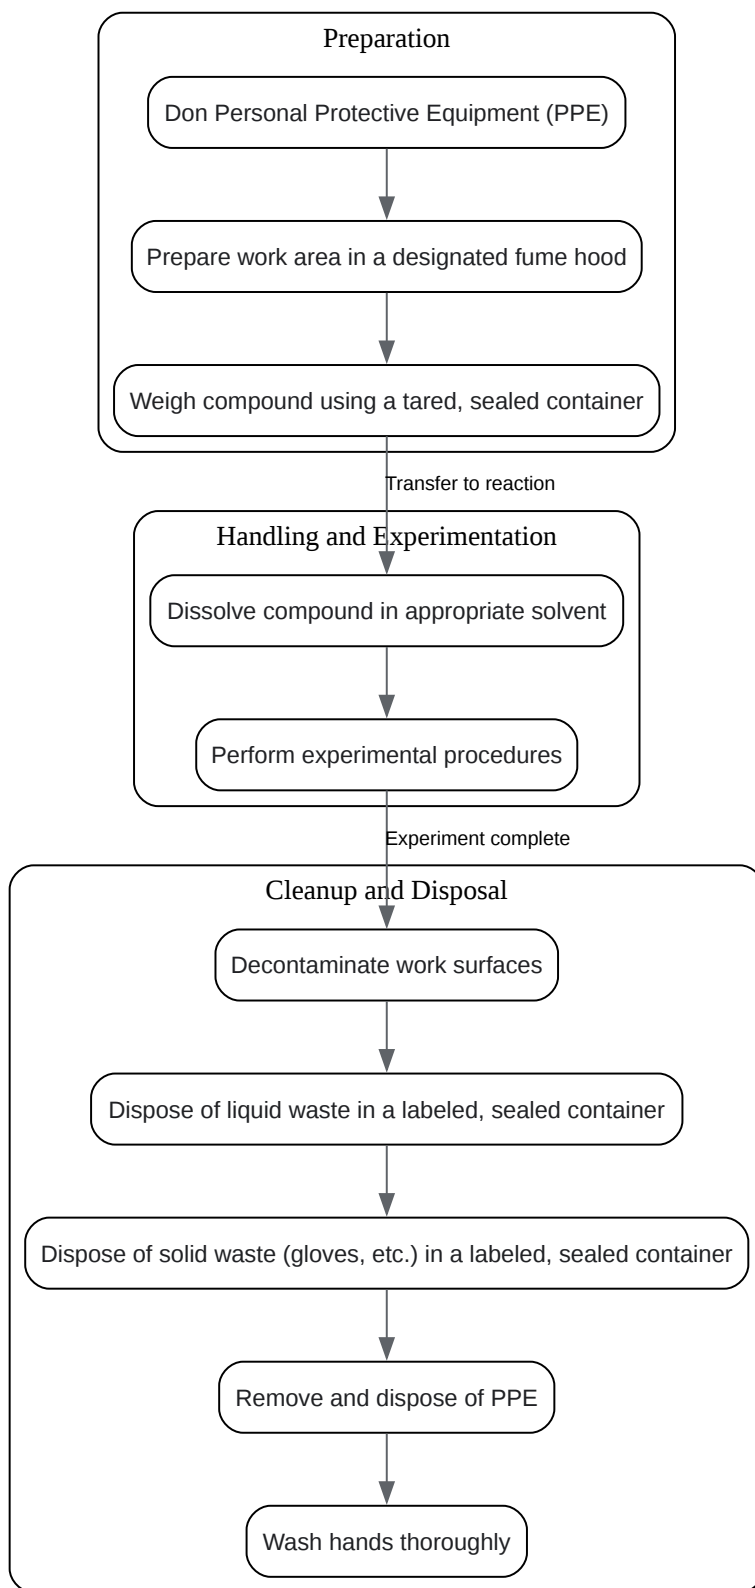 Preparation
Don Personal Protective Equipment (PPE)
Prepare work area in a designated fume hood
Weigh compound using a tared, sealed container
Transfer to reaction
Handling and Experimentation
Dissolve compound in appropriate solvent
Perform experimental procedures
Experiment complete
Cleanup and Disposal
Decontaminate work surfaces
Dispose of liquid waste in a labeled, sealed container
Dispose of solid waste (gloves, etc.) in a labeled, sealed container
Remove and dispose of PPE
Wash hands thoroughly